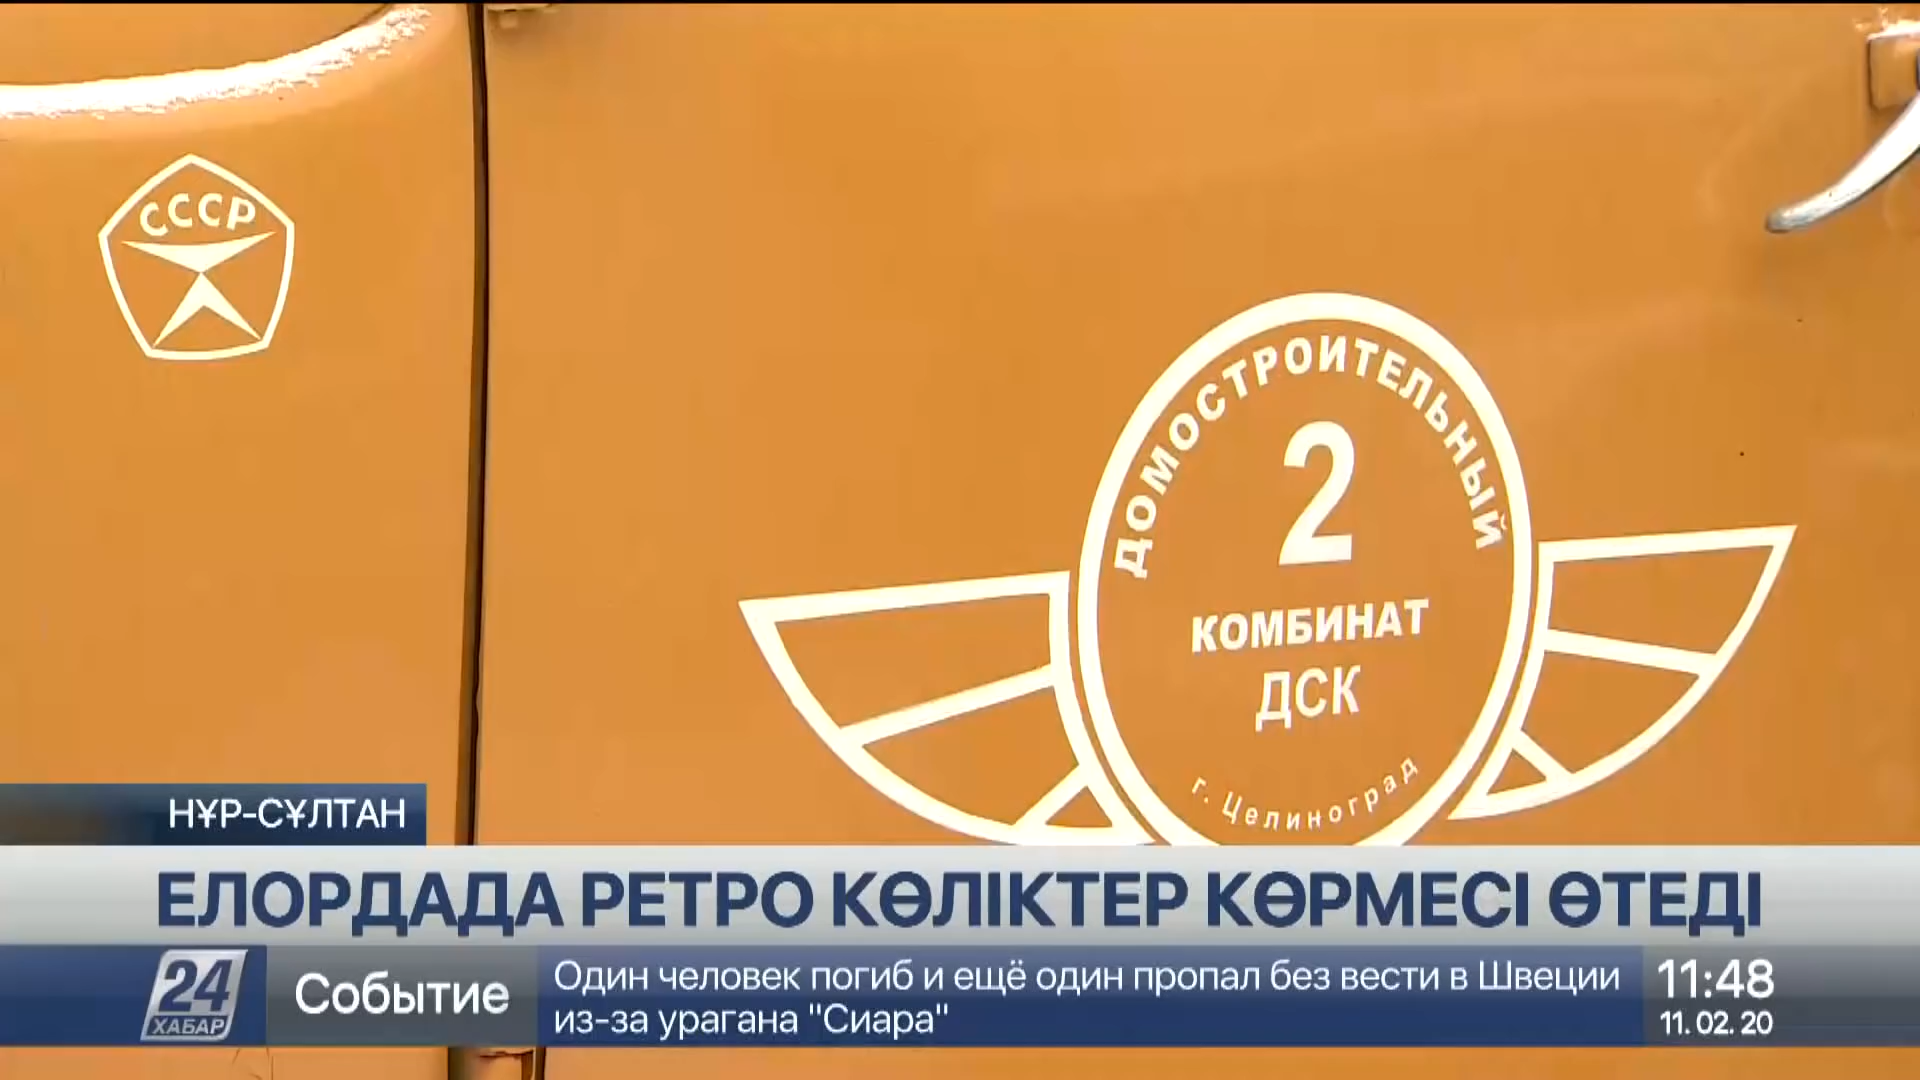 СССР
ДОМОСТРОИТЕЛЬНЫЙ
2
КОМБИНАТ
ДСК
г. Целиноград
НҰР-СҰЛТАН
ЕЛОРДАДА РЕТРО КӨЛІКТЕР КӨРМЕСІ ӨТЕДІ
24
ХАБАР
Событие
Один человек погиб и ещё один пропал без вести в Швеции
из-за урагана "Сиара"
11:48
11. 02. 20